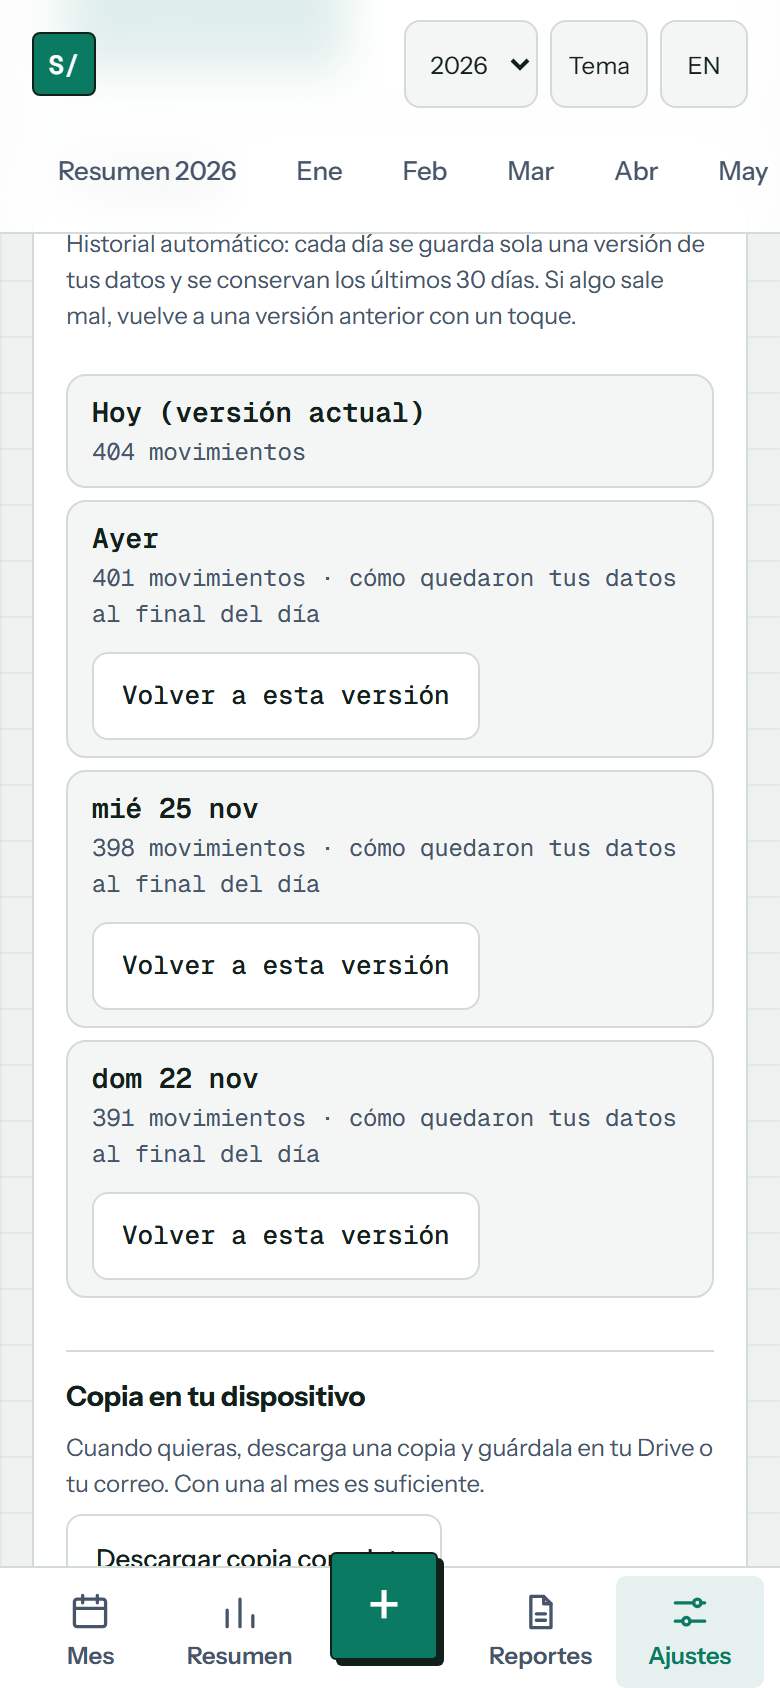 S/
2026
Tema
EN
Resumen 2026
Ene
Feb
Mar
Abr
May
Historial automático: cada día se guarda sola una versión de
tus datos y se conservan los últimos 30 días. Si algo sale
mal, vuelve a una versión anterior con un toque.
Hoy (versión actual)
404 movimientos
Ayer
401 movimientos · cómo quedaron tus datos
al final del día
Volver a esta versión
mié 25 nov
398 movimientos · cómo quedaron tus datos
al final del día
Volver a esta versión
dom 22 nov
391 movimientos · cómo quedaron tus datos
al final del día
Volver a esta versión
Copia en tu dispositivo
Cuando quieras, descarga una copia y guárdala en tu Drive o
tu correo. Con una al mes es suficiente.
Descargar copia
+
Mes
Resumen
Reportes
Ajustes